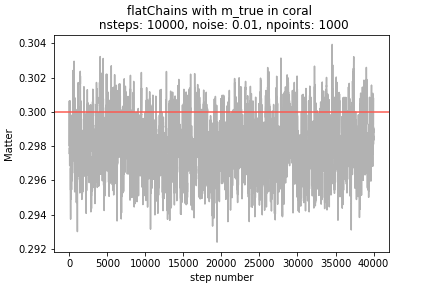 flatChains with m_true in coral
nsteps: 10000, noise: 0.01, npoints: 1000
0.304
0.302
0.300
0.298
0.296
0.294
0.292
Matter
0 5000 10000 15000 20000 25000 30000 35000 40000
step number